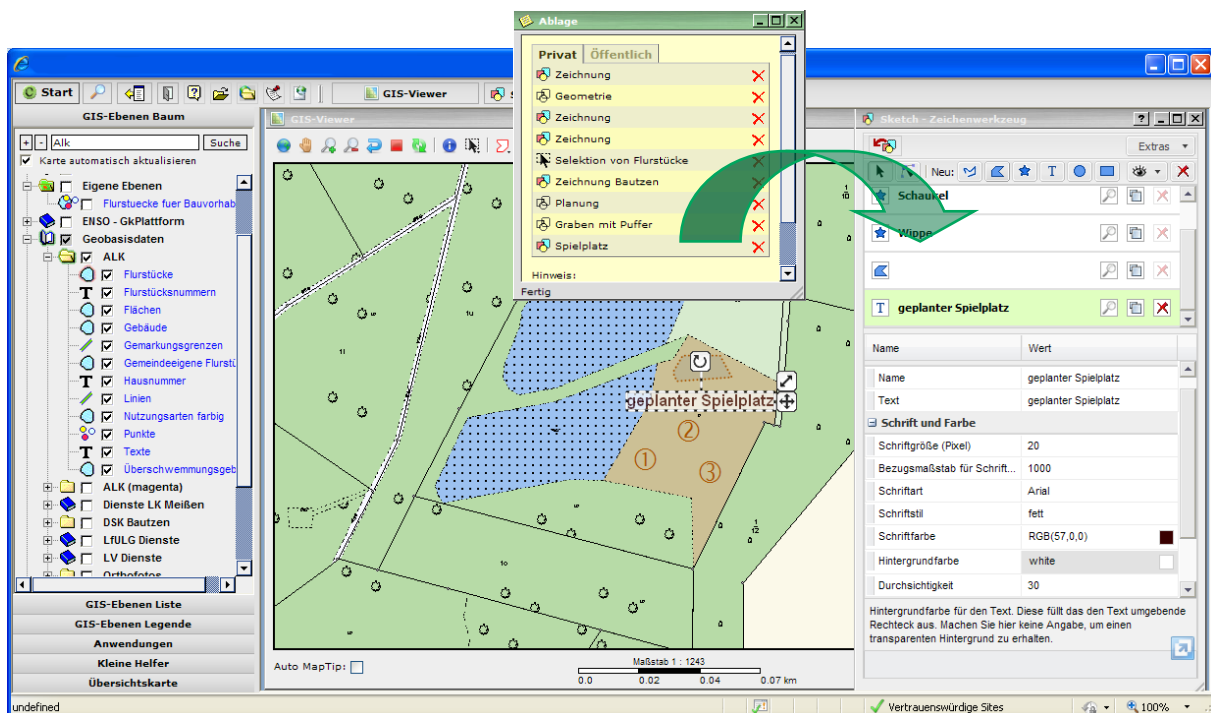 Ablage
Privat Öffentlich
Zeichnung
Geometrie
Zeichnung
Zeichnung
Selektion von Flurstücke
Zeichnung Bautzen
Planung
Graben mit Puffer
Spielplatz
Hinweis:
Fertig
Start
GIS-Viewer
GIS-Ebenen Baum
+ - Alk Suche
Karte automatisch aktualisieren
Eigene Ebenen
Flurstuecke fuer Bauvorhab
ENSO - GkPlattform
Geobasisdaten
ALK
Flurstücke
T Flurstücksnummern
Flächen
Gebäude
Gemarkungsgrenzen
Gemeindeeigene Flurstü
T Hausnummer
Linien
Nutzungsarten farbig
Punkte
T Texte
Überschwemmungsgeb
ALK (magenta)
Dienste LK Meißen
DSK Bautzen
LfULG Dienste
LV Dienste
Orthofotos
GIS-Ebenen Liste
GIS-Ebenen Legende
Anwendungen
Kleine Helfer
Übersichtskarte
undefined
GIS-Viewer
11
10
10
1
12
geplanter Spielplatz
① ② ③
Auto MapTip:
Maßstab 1 : 1243
0.0 0.02 0.04 0.07 km
Sketch - Zeichenwerkzeug
Extras
Neu: T
Schaukel
Wippe
T geplanter Spielplatz
Name Wert
Name geplanter Spielplatz
Text geplanter Spielplatz
Schrift und Farbe
Schriftgröße (Pixel) 20
Bezugsmaßstab für Schrift... 1000
Schriftart Arial
Schriftstil fett
Schriftfarbe RGB(57,0,0)
Hintergrundfarbe white
Durchsichtigkeit 30
Hintergrundfarbe für den Text. Diese füllt das den Text umgebende
Rechteck aus. Machen Sie hier keine Angabe, um einen
transparenten Hintergrund zu erhalten.
Vertrauenswürdige Sites 100%